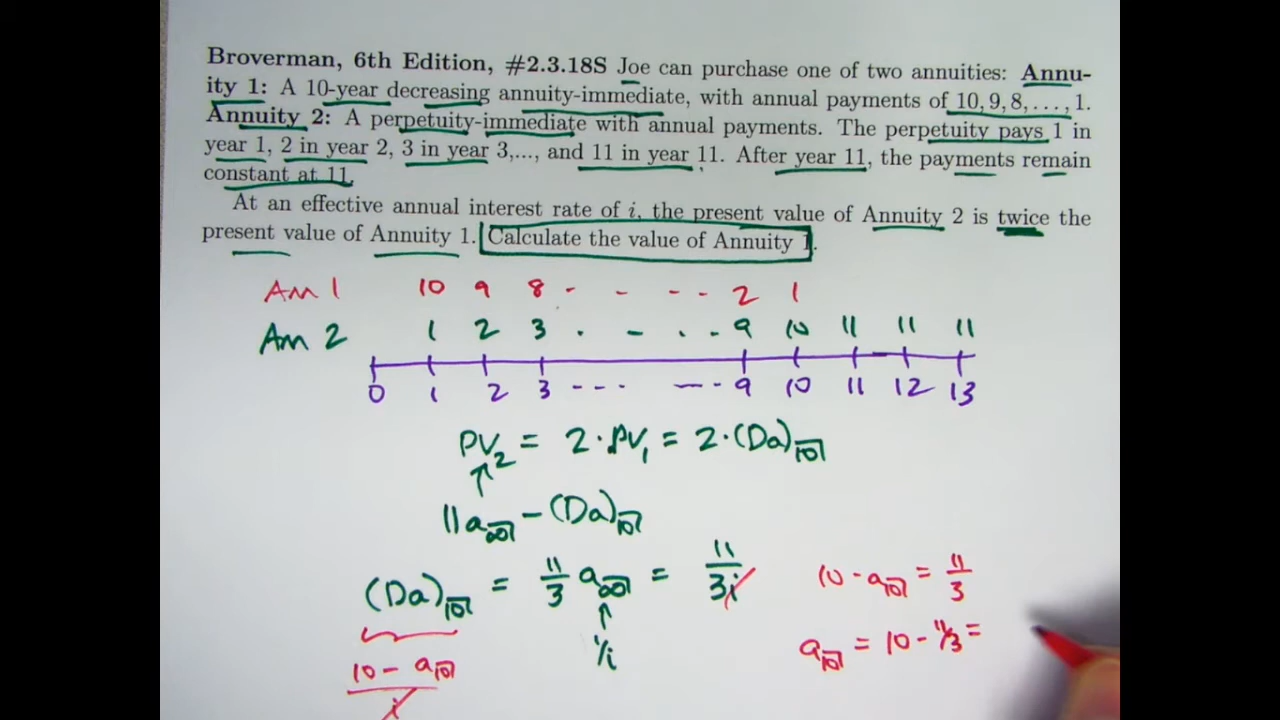 Broverman, 6th Edition, #2.3.18S Joe can purchase one of two annuities: Annu-
ity 1: A 10-year decreasing annuity-immediate, with annual payments of 10, 9, 8, . . . , 1.
Annuity 2: A perpetuity-immediate with annual payments. The perpetuity pays 1 in
year 1, 2 in year 2, 3 in year 3,..., and 11 in year 11. After year 11, the payments remain
constant at 11.
At an effective annual interest rate of i, the present value of Annuity 2 is twice the
present value of Annuity 1. Calculate the value of Annuity 1.
Am 1 10 9 8 - - - - - 2 1
Am 2 1 2 3 . - . - 9 10 11 11 11
0 1 2 3 --- --- 9 10 11 12 13
PV₂ = 2·PV₁ = 2·(Da)10⌉
11a∞⌉ - (Da)10⌉
(Da)10⌉ = 11/3 a∞⌉ = 11/3i
1/i
10 - a10⌉ / i
10 - a10⌉ = 11/3
a10⌉ = 10 - 11/3 =